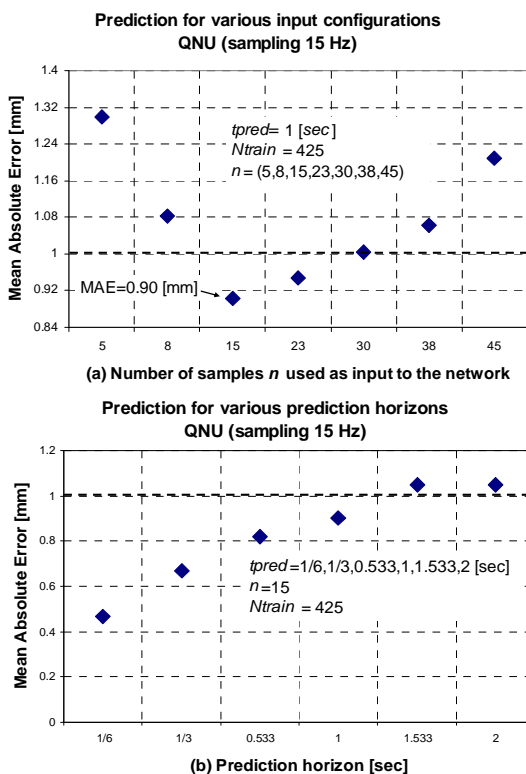 Prediction for various input configurations
QNU (sampling 15 Hz)
Mean Absolute Error [mm]
1.4
1.32
1.24
1.16
1.08
1
0.92
0.84
tpred= 1 [sec]
Ntrain = 425
n = (5,8,15,23,30,38,45)
MAE=0.90 [mm]
5 8 15 23 30 38 45
(a) Number of samples n used as input to the network
Prediction for various prediction horizons
QNU (sampling 15 Hz)
Mean Absolute Error [mm]
1.2
1
0.8
0.6
0.4
0.2
0
tpred=1/6,1/3,0.533,1,1.533,2 [sec]
n=15
Ntrain = 425
1/6 1/3 0.533 1 1.533 2
(b) Prediction horizon [sec]